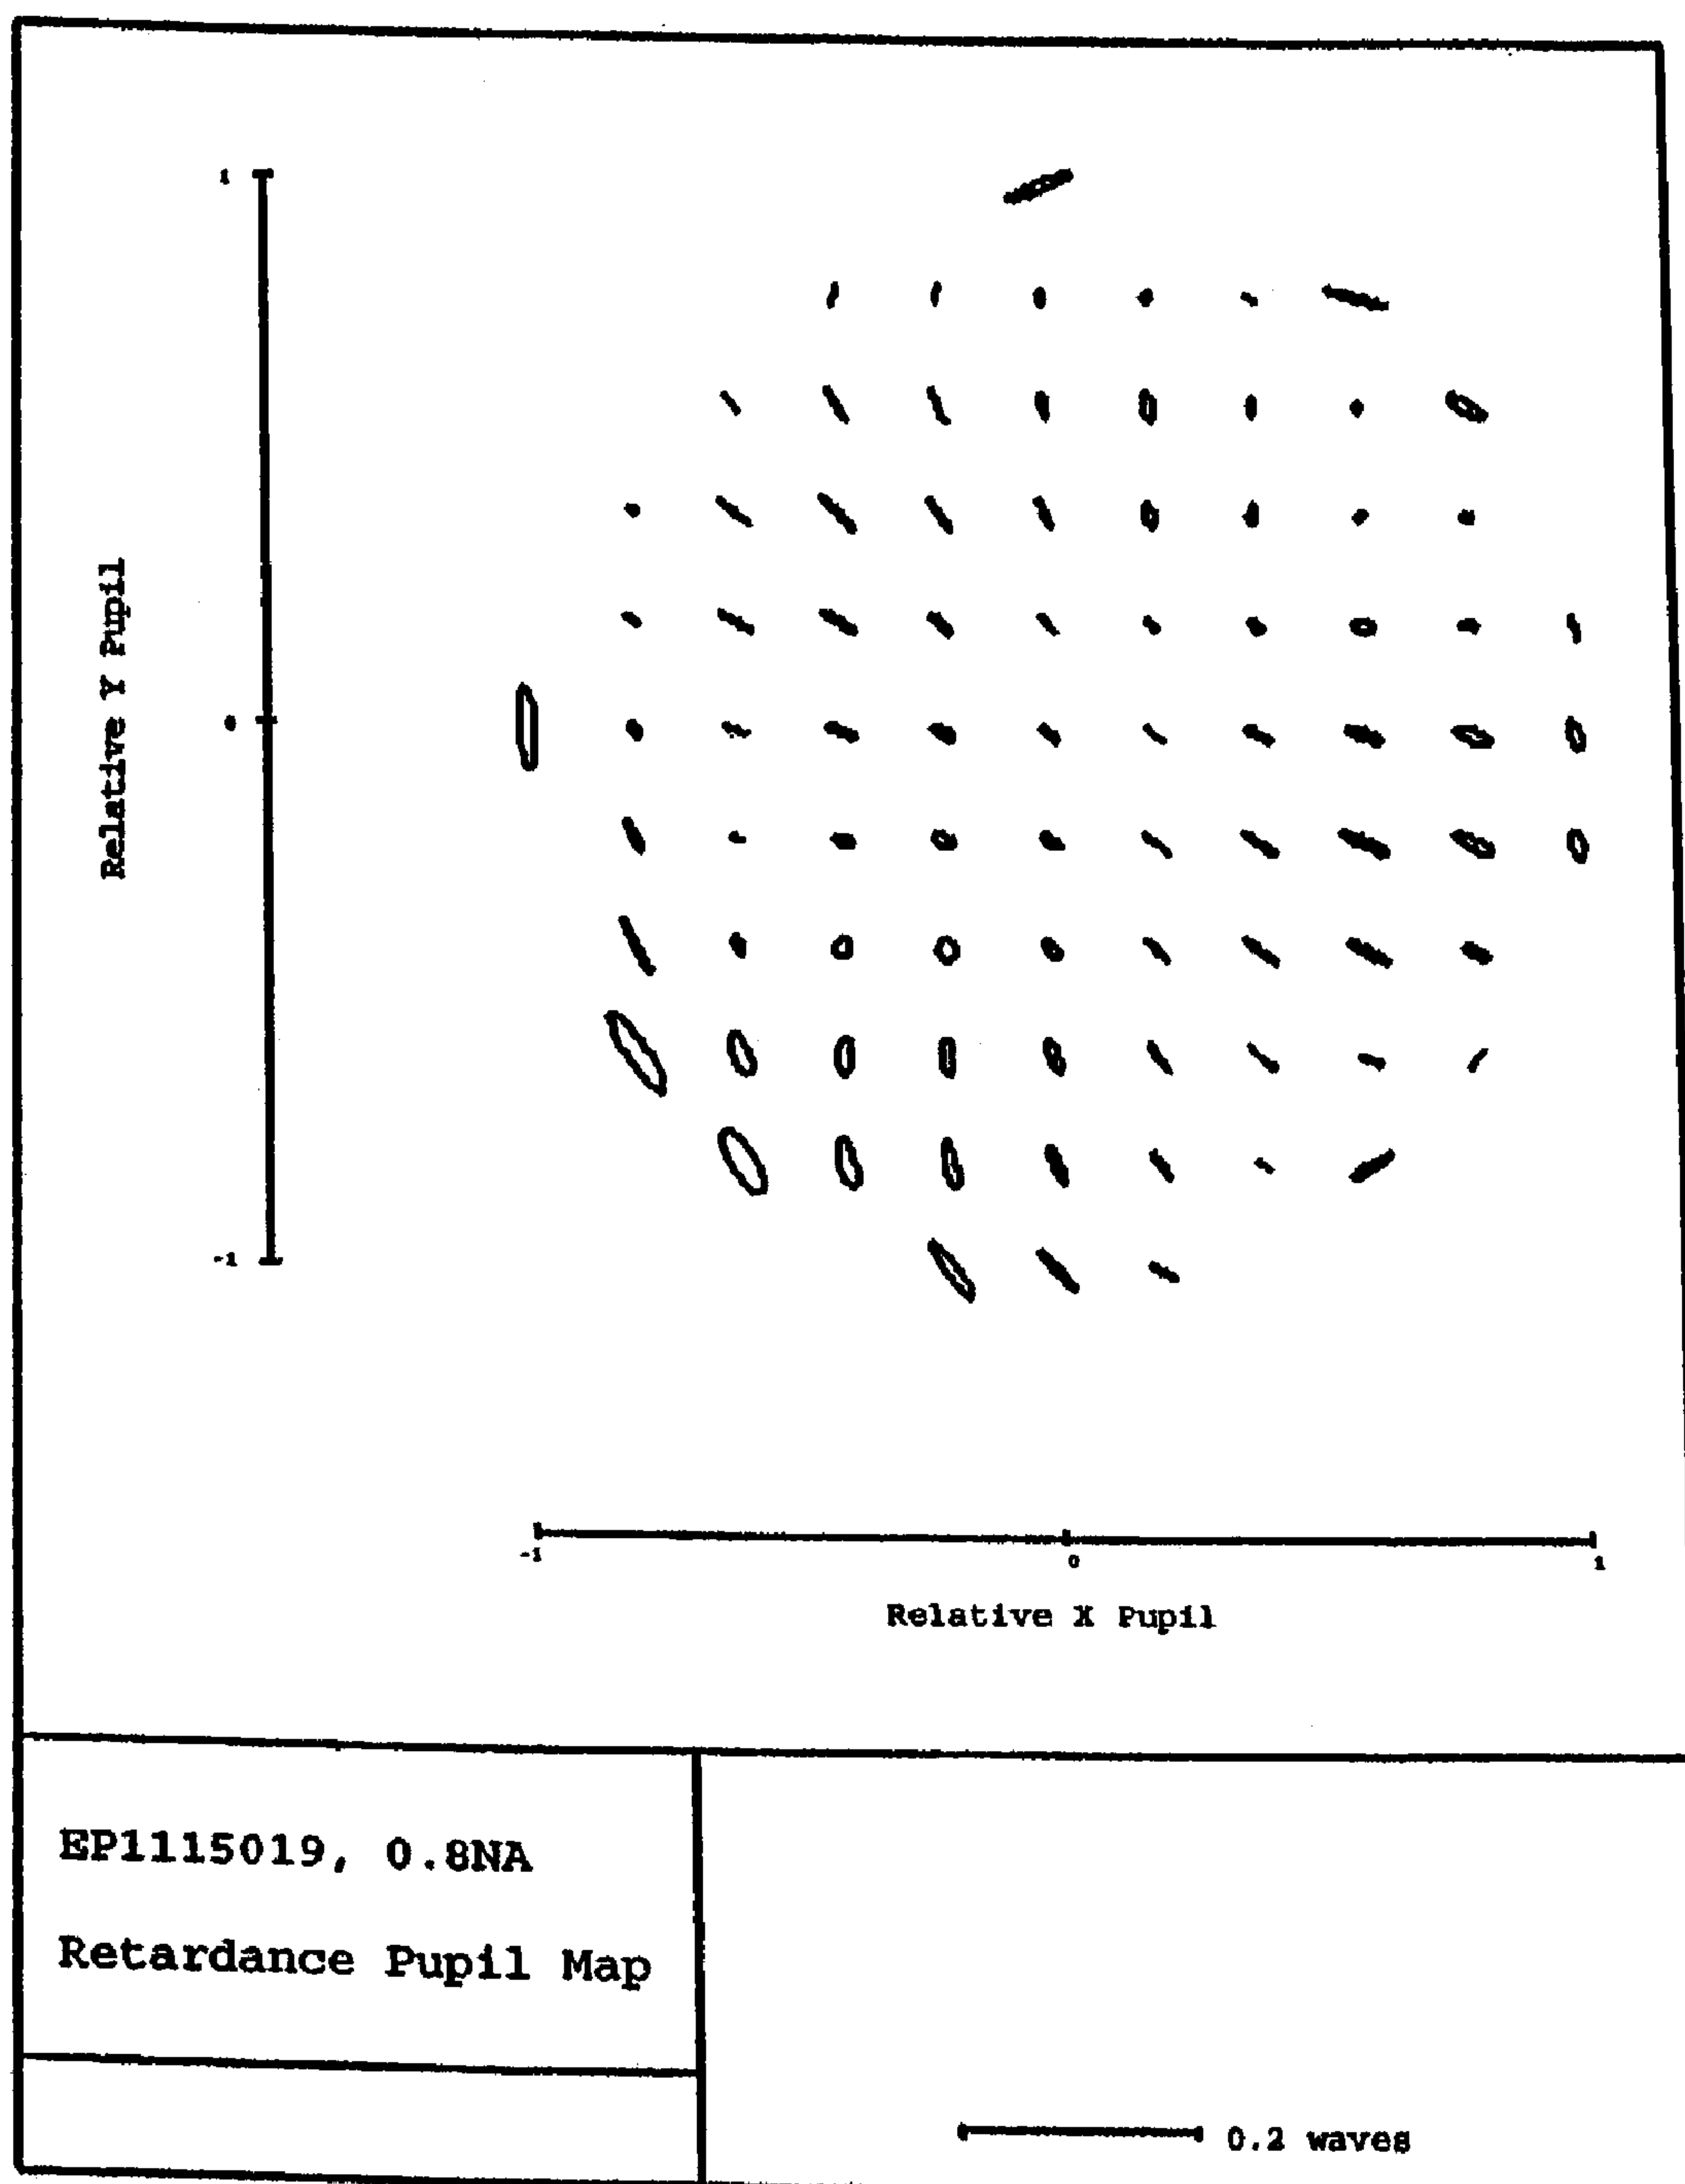 1
Relative Y Pupil
0
-1
-1
0
1
Relative X Pupil
EP1115019, 0.8NA
Retardance Pupil Map
0.2 waves